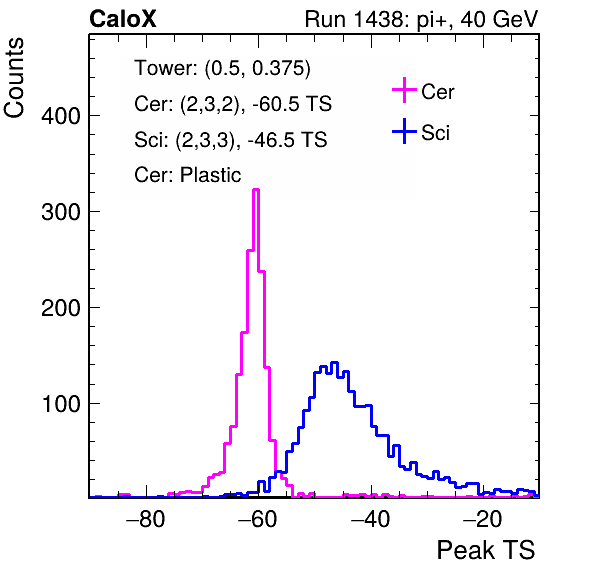 CaloX Run 1438: pi+, 40 GeV
Counts
Tower: (0.5, 0.375)
Cer: (2,3,2), -60.5 TS
Sci: (2,3,3), -46.5 TS
Cer: Plastic
Cer
Sci
400
300
200
100
−80 −60 −40 −20
Peak TS